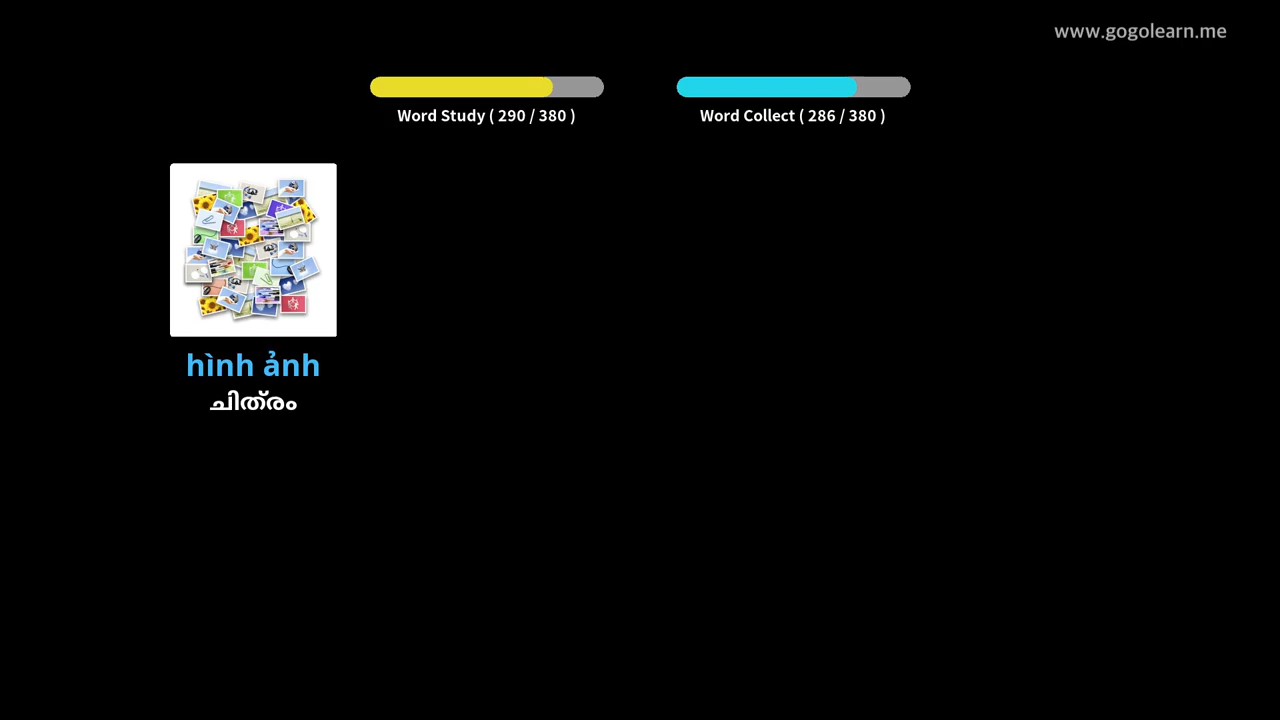 www.gogolearn.me
Word Study ( 290 / 380 )
Word Collect ( 286 / 380 )
hình ảnh
ചിത്രം